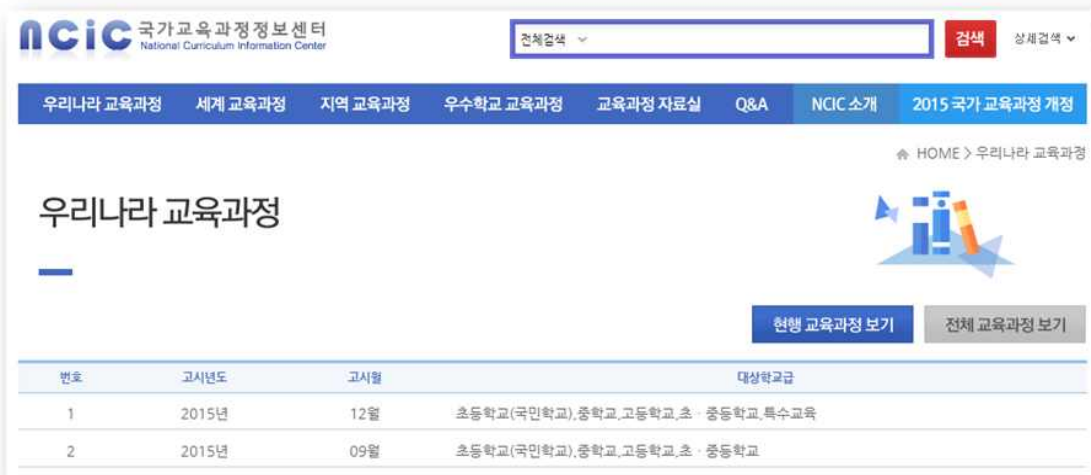 ncic 국가교육과정정보센터
National Curriculum Information Center
전체검색
검색
상세검색
우리나라 교육과정 세계 교육과정 지역 교육과정 우수학교 교육과정 교육과정 자료실 Q&A NCIC 소개 2015 국가 교육과정 개정
HOME > 우리나라 교육과정
우리나라 교육과정
현행 교육과정 보기 전체 교육과정 보기
번호 고시년도 고시월 대상학교급
1 2015년 12월 초등학교(국민학교),중학교,고등학교,초ㆍ중등학교,특수교육
2 2015년 09월 초등학교(국민학교),중학교,고등학교,초ㆍ중등학교